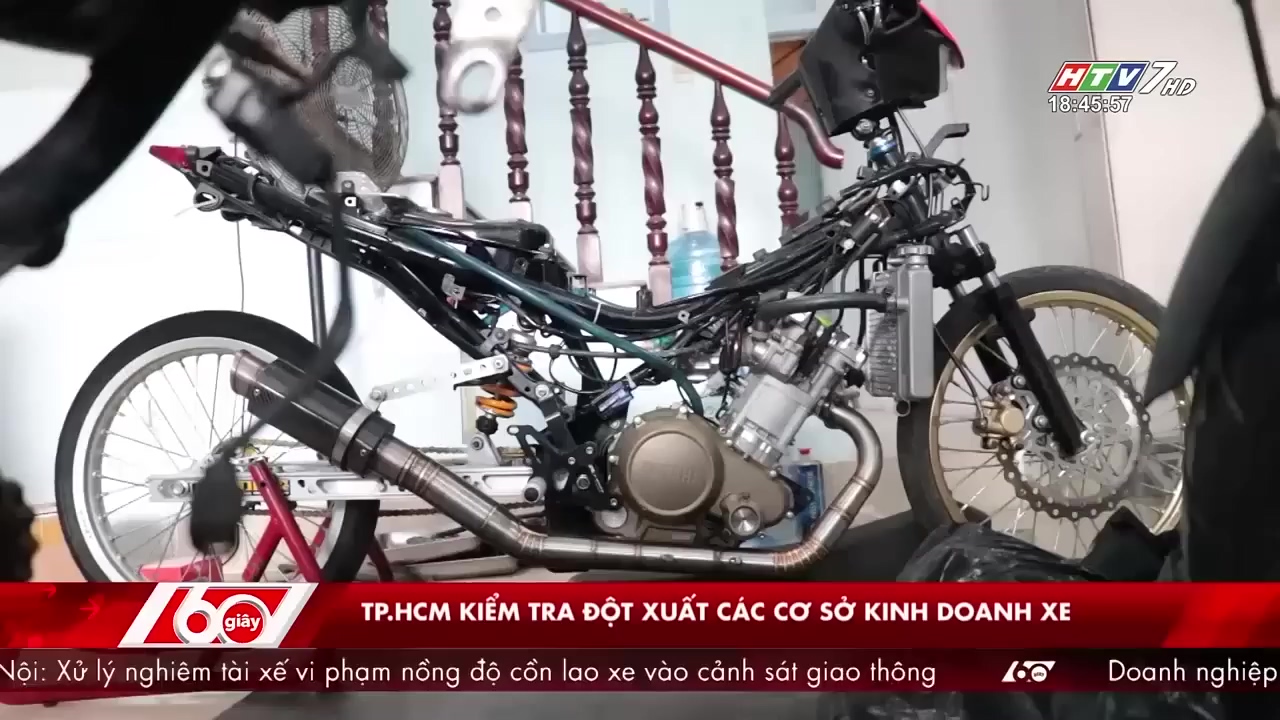 HTV7 HD
18:45:57
60 giây
TP.HCM KIỂM TRA ĐỘT XUẤT CÁC CƠ SỞ KINH DOANH XE
Nội: Xử lý nghiêm tài xế vi phạm nồng độ cồn lao xe vào cảnh sát giao thông 60 giây Doanh nghiệp